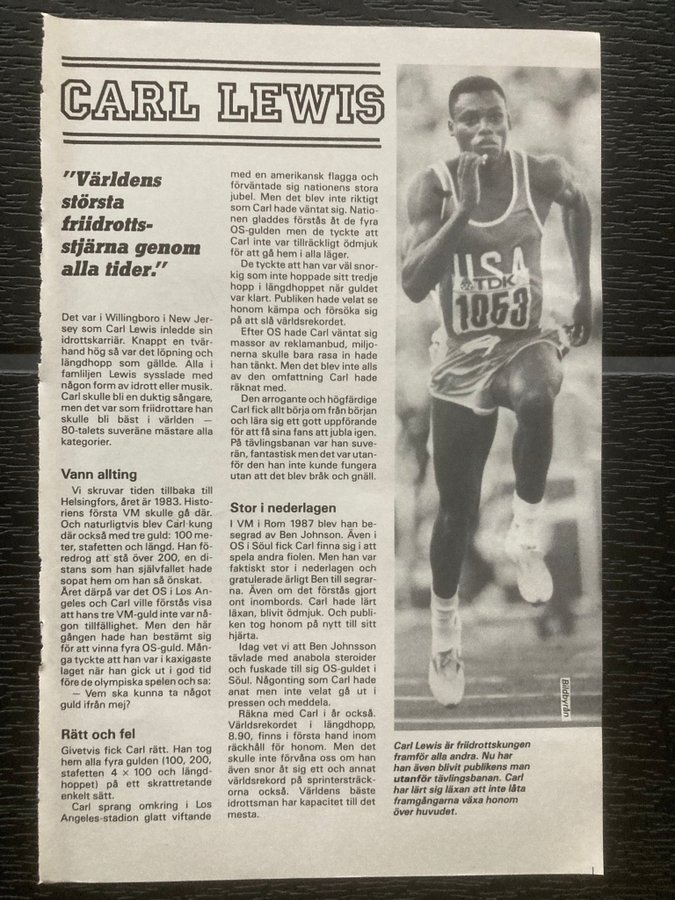 CARL LEWIS
"Världens
största
friidrotts-
stjärna genom
alla tider."
Det var i Willingboro i New Jer-
sey som Carl Lewis inledde sin
idrottskarriär. Knappt en tvär-
hand hög så var det löpning och
längdhopp som gällde. Alla i
famliljen Lewis sysslade med
någon form av idrott eller musik.
Carl skulle bli en duktig sångare,
men det var som friidrottare han
skulle bli bäst i världen —
80-talets suveräne mästare alla
kategorier.
Vann allting
Vi skruvar tiden tillbaka till
Helsingfors, året är 1983. Histo-
riens första VM skulle gå där.
Och naturligtvis blev Carl kung
där också med tre guld: 100 me-
ter, stafetten och längd. Han fö-
redrog att stå över 200, en di-
stans som han självfallet hade
sopat hem om han så önskat.
Året därpå var det OS i Los An-
geles och Carl ville förstås visa
att hans tre VM-guld inte var nå-
gon tillfällighet. Men den här
gången hade han bestämt sig
för att vinna fyra OS-guld. Mån-
ga tyckte att han var i kaxigaste
laget när han gick ut i god tid
före de olympiska spelen och sa:
— Vem ska kunna ta något
guld ifrån mej?
Rätt och fel
Givetvis fick Carl rätt. Han tog
hem alla fyra gulden (100, 200,
stafetten 4 × 100 och längd-
hoppet) på ett skrattretande
enkelt sätt.
Carl sprang omkring i Los
Angeles-stadion glatt viftande
med en amerikansk flagga och
förväntade sig nationens stora
jubel. Men det blev inte riktigt
som Carl hade väntat sig. Natio-
nen gladdes förstås åt de fyra
OS-gulden men de tyckte att
Carl inte var tillräckligt ödmjuk
för att gå hem i alla läger.
De tyckte att han var väl snor-
kig som inte hoppade sitt tredje
hopp i längdhoppet när guldet
var klart. Publiken hade velat se
honom kämpa och försöka sig
på att slå världsrekordet.
Efter OS hade Carl väntat sig
massor av reklamanbud, miljo-
nerna skulle bara rasa in hade
han tänkt. Men det blev inte alls
av den omfattning Carl hade
räknat med.
Den arrogante och högfärdige
Carl fick allt börja om från början
och lära sig ett gott uppförande
för att få sina fans att jubla igen.
På tävlingsbanan var han suve-
rän, fantastisk men det var utan-
för den han inte kunde fungera
utan att det blev bråk och gnäll.
Stor i nederlagen
I VM i Rom 1987 blev han be-
segrad av Ben Johnson. Även i
OS i Söul fick Carl finna sig i att
spela andra fiolen. Men han var
faktiskt stor i nederlagen och
gratulerade ärligt Ben till segrar-
na. Även om det förstås gjort
ont inombords. Carl hade lärt
läxan, blivit ödmjuk. Och publi-
ken tog honom på nytt till sitt
hjärta.
Idag vet vi att Ben Johnsson
tävlade med anabola steroider
och fuskade till sig OS-guldet i
Söul. Någonting som Carl hade
anat men inte velat gå ut i
pressen och meddela.
Räkna med Carl i år också.
Världsrekordet i längdhopp,
8.90, finns i första hand inom
räckhåll för honom. Men det
skulle inte förvåna oss om han
även snor åt sig ett och annat
världsrekord på sprintersträck-
orna också. Världens bäste
idrottsman har kapacitet till det
mesta.
USA
TDK
1053
Bildbyrån
Carl Lewis är friidrottskungen
framför alla andra. Nu har
han även blivit publikens man
utanför tävlingsbanan. Carl
har lärt sig läxan att inte låta
framgångarna växa honom
över huvudet.